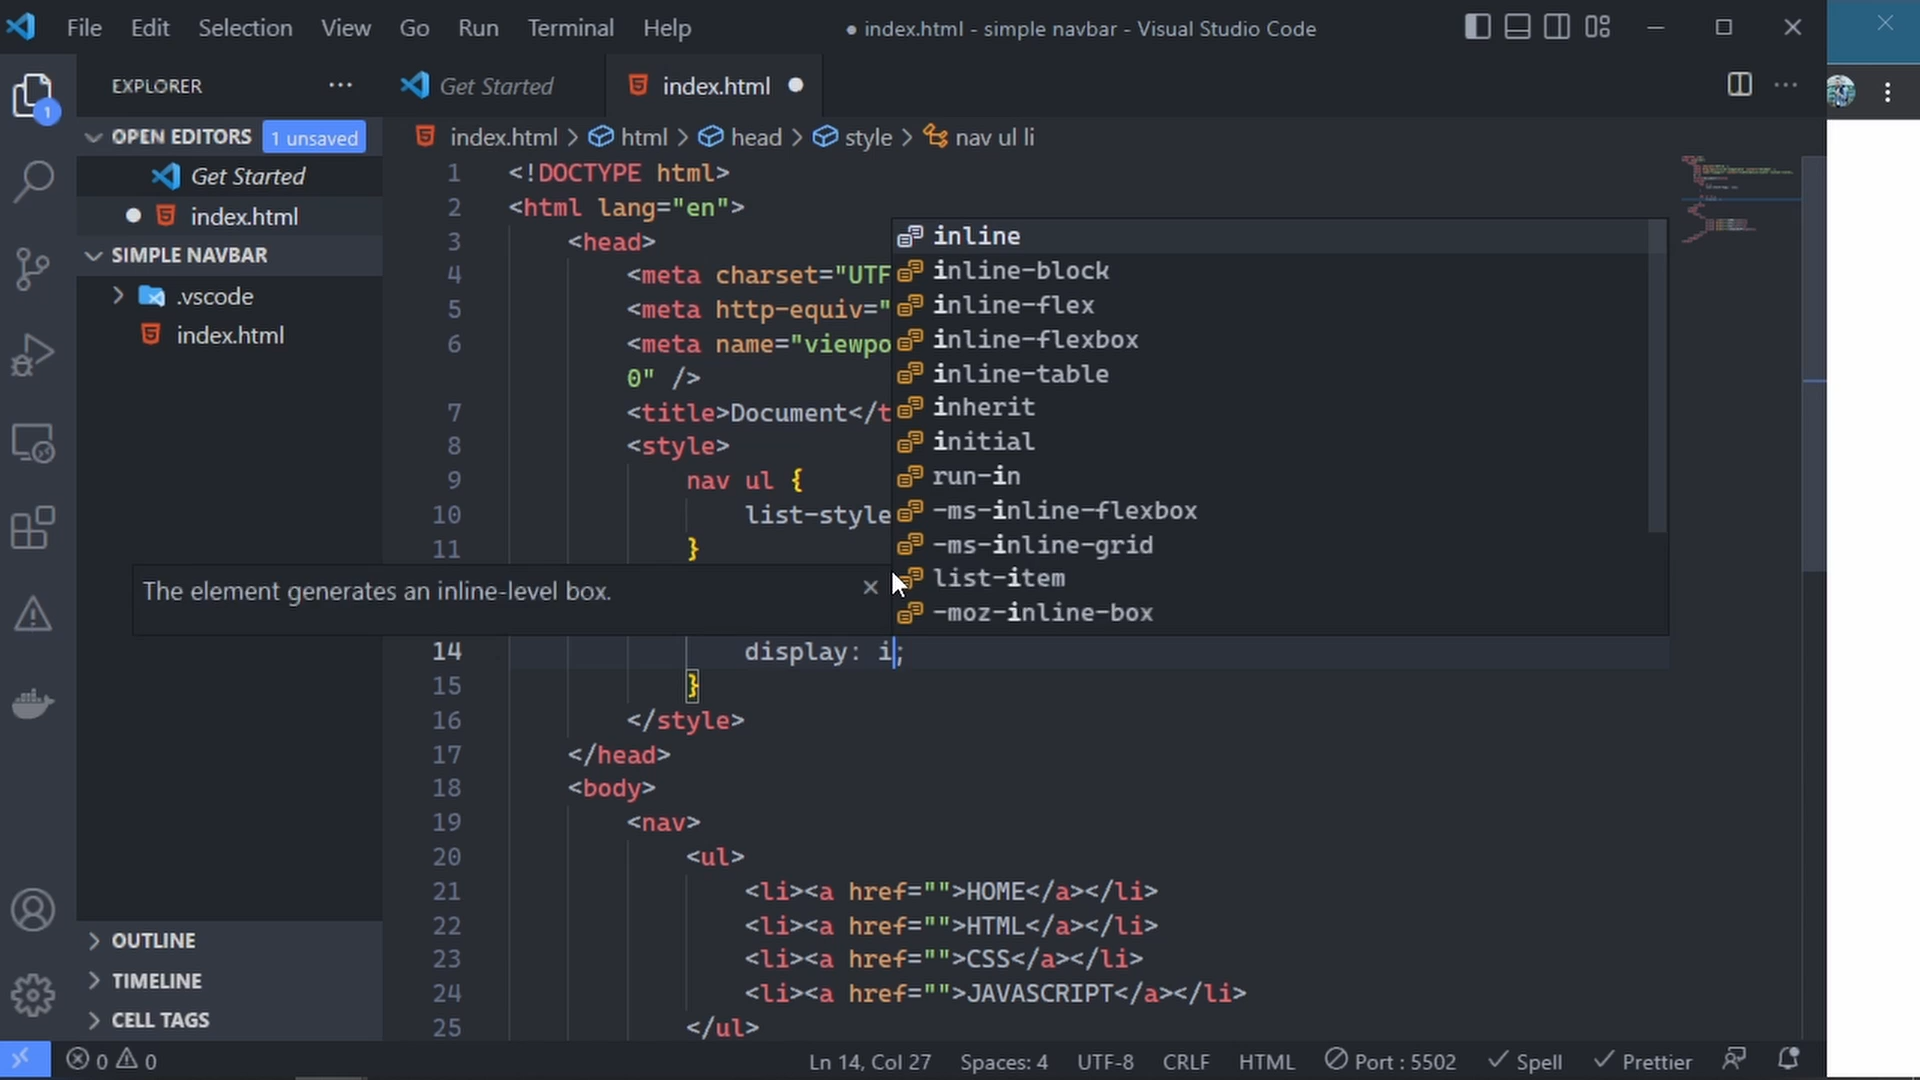 File Edit Selection View Go Run Terminal Help ● index.html - simple navbar - Visual Studio Code
EXPLORER ···
Get Started
index.html ●
OPEN EDITORS 1 unsaved
Get Started
index.html
SIMPLE NAVBAR
.vscode
index.html
OUTLINE
TIMELINE
CELL TAGS
1
index.html > html > head > style > nav ul li
1 <!DOCTYPE html>
2 <html lang="en">
3 <head>
4 <meta charset="UTF
5 <meta http-equiv="
6 <meta name="viewpo
0" />
7 <title>Document</t
8 <style>
9 nav ul {
10 list-style
11 }
inline
inline-block
inline-flex
inline-flexbox
inline-table
inherit
initial
run-in
-ms-inline-flexbox
-ms-inline-grid
list-item
-moz-inline-box
The element generates an inline-level box. ×
14 display: i;
15 }
16 </style>
17 </head>
18 <body>
19 <nav>
20 <ul>
21 <li><a href="">HOME</a></li>
22 <li><a href="">HTML</a></li>
23 <li><a href="">CSS</a></li>
24 <li><a href="">JAVASCRIPT</a></li>
25 </ul>
0 0 Ln 14, Col 27 Spaces: 4 UTF-8 CRLF HTML Port : 5502 Spell Prettier